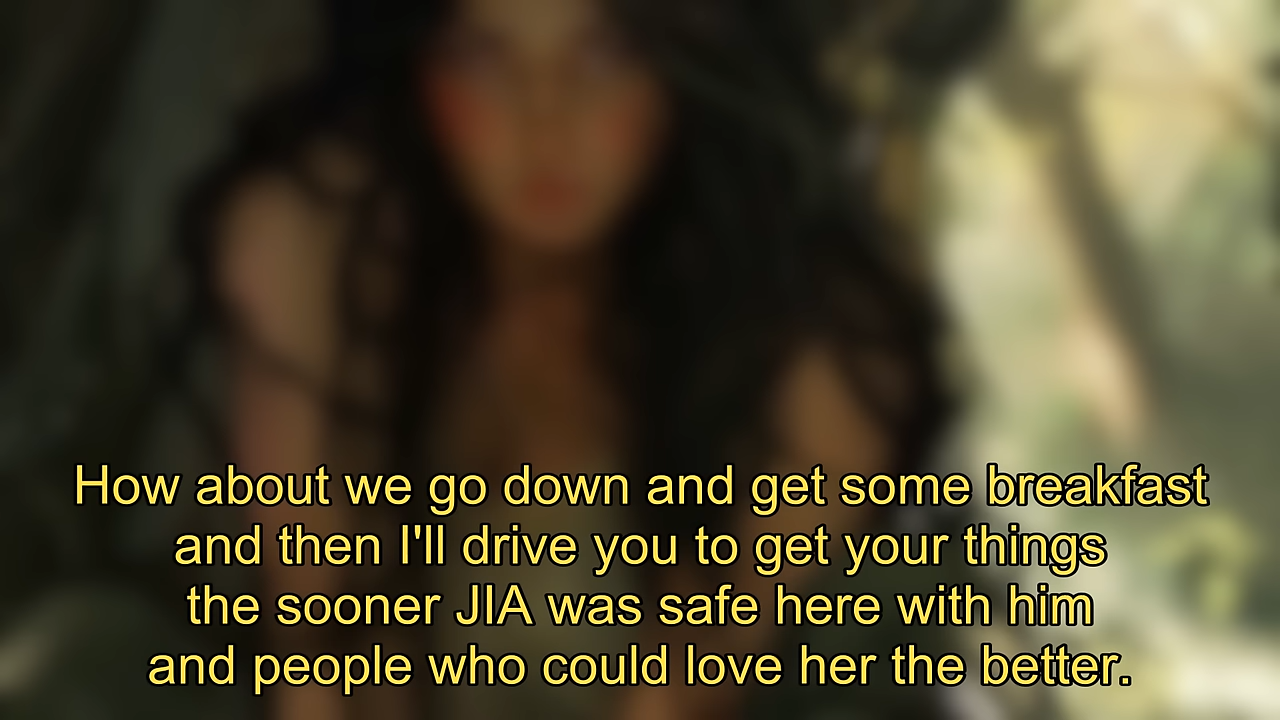 How about we go down and get some breakfast
and then I'll drive you to get your things
the sooner JIA was safe here with him
and people who could love her the better.